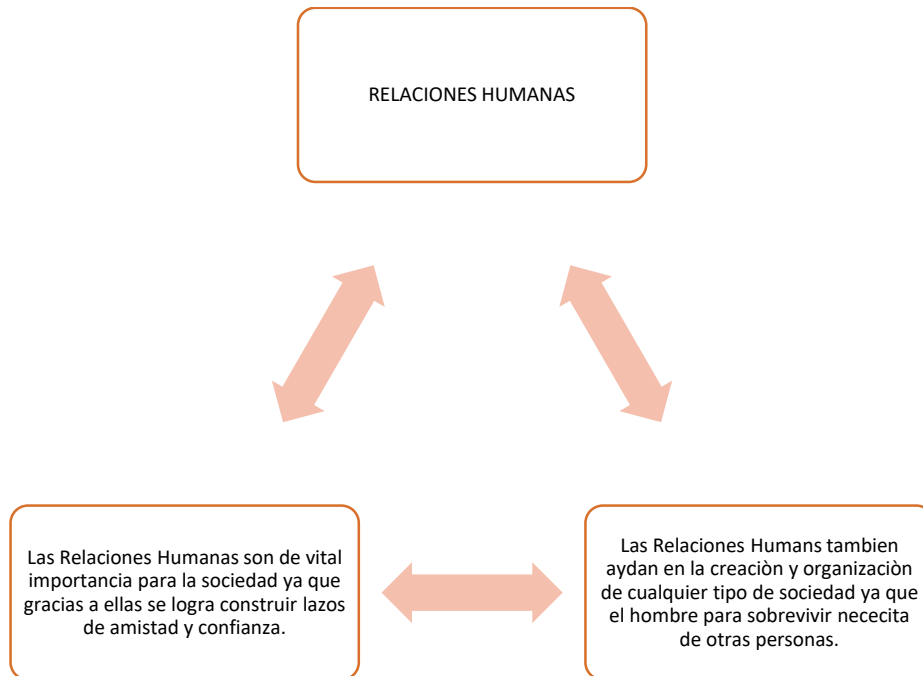 RELACIONES HUMANAS
Las Relaciones Humanas son de vital
importancia para la sociedad ya que
gracias a ellas se logra construir lazos
de amistad y confianza.
Las Relaciones Humans tambien
aydan en la creaciòn y organizaciòn
de cualquier tipo de sociedad ya que
el hombre para sobrevivir nececita
de otras personas.